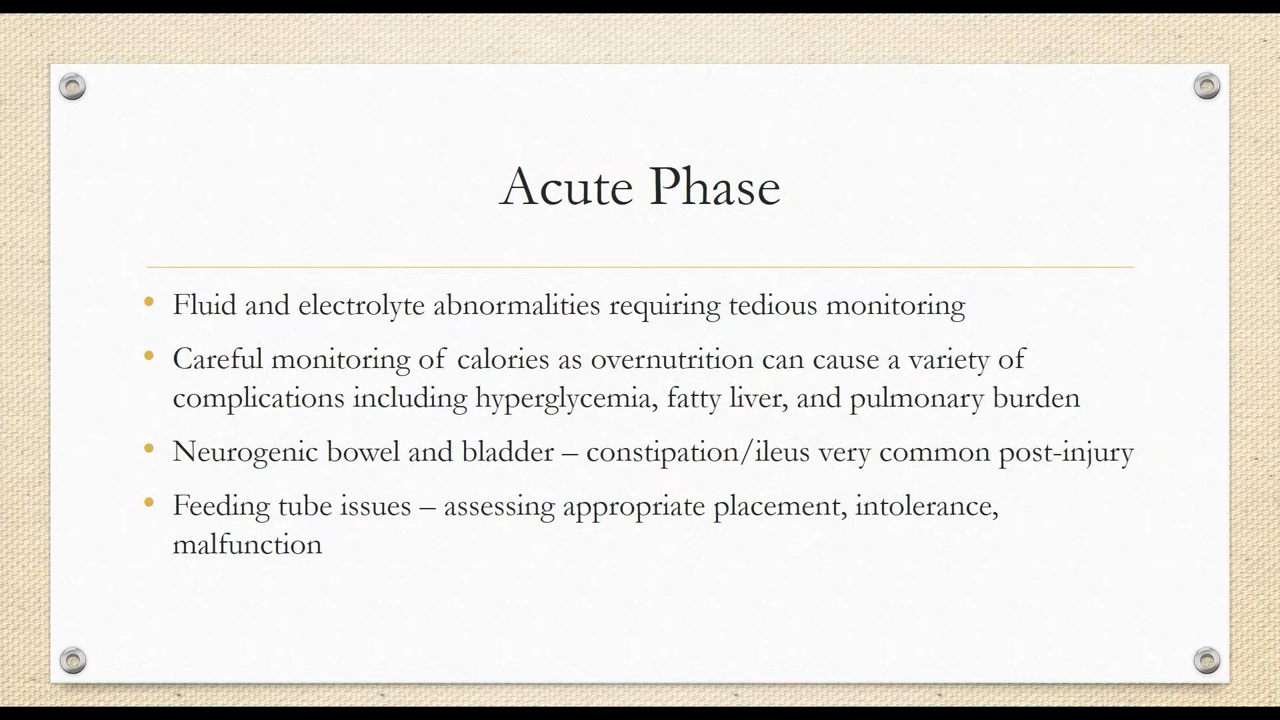 Acute Phase
• Fluid and electrolyte abnormalities requiring tedious monitoring
• Careful monitoring of calories as overnutrition can cause a variety of
complications including hyperglycemia, fatty liver, and pulmonary burden
• Neurogenic bowel and bladder – constipation/ileus very common post-injury
• Feeding tube issues – assessing appropriate placement, intolerance,
malfunction